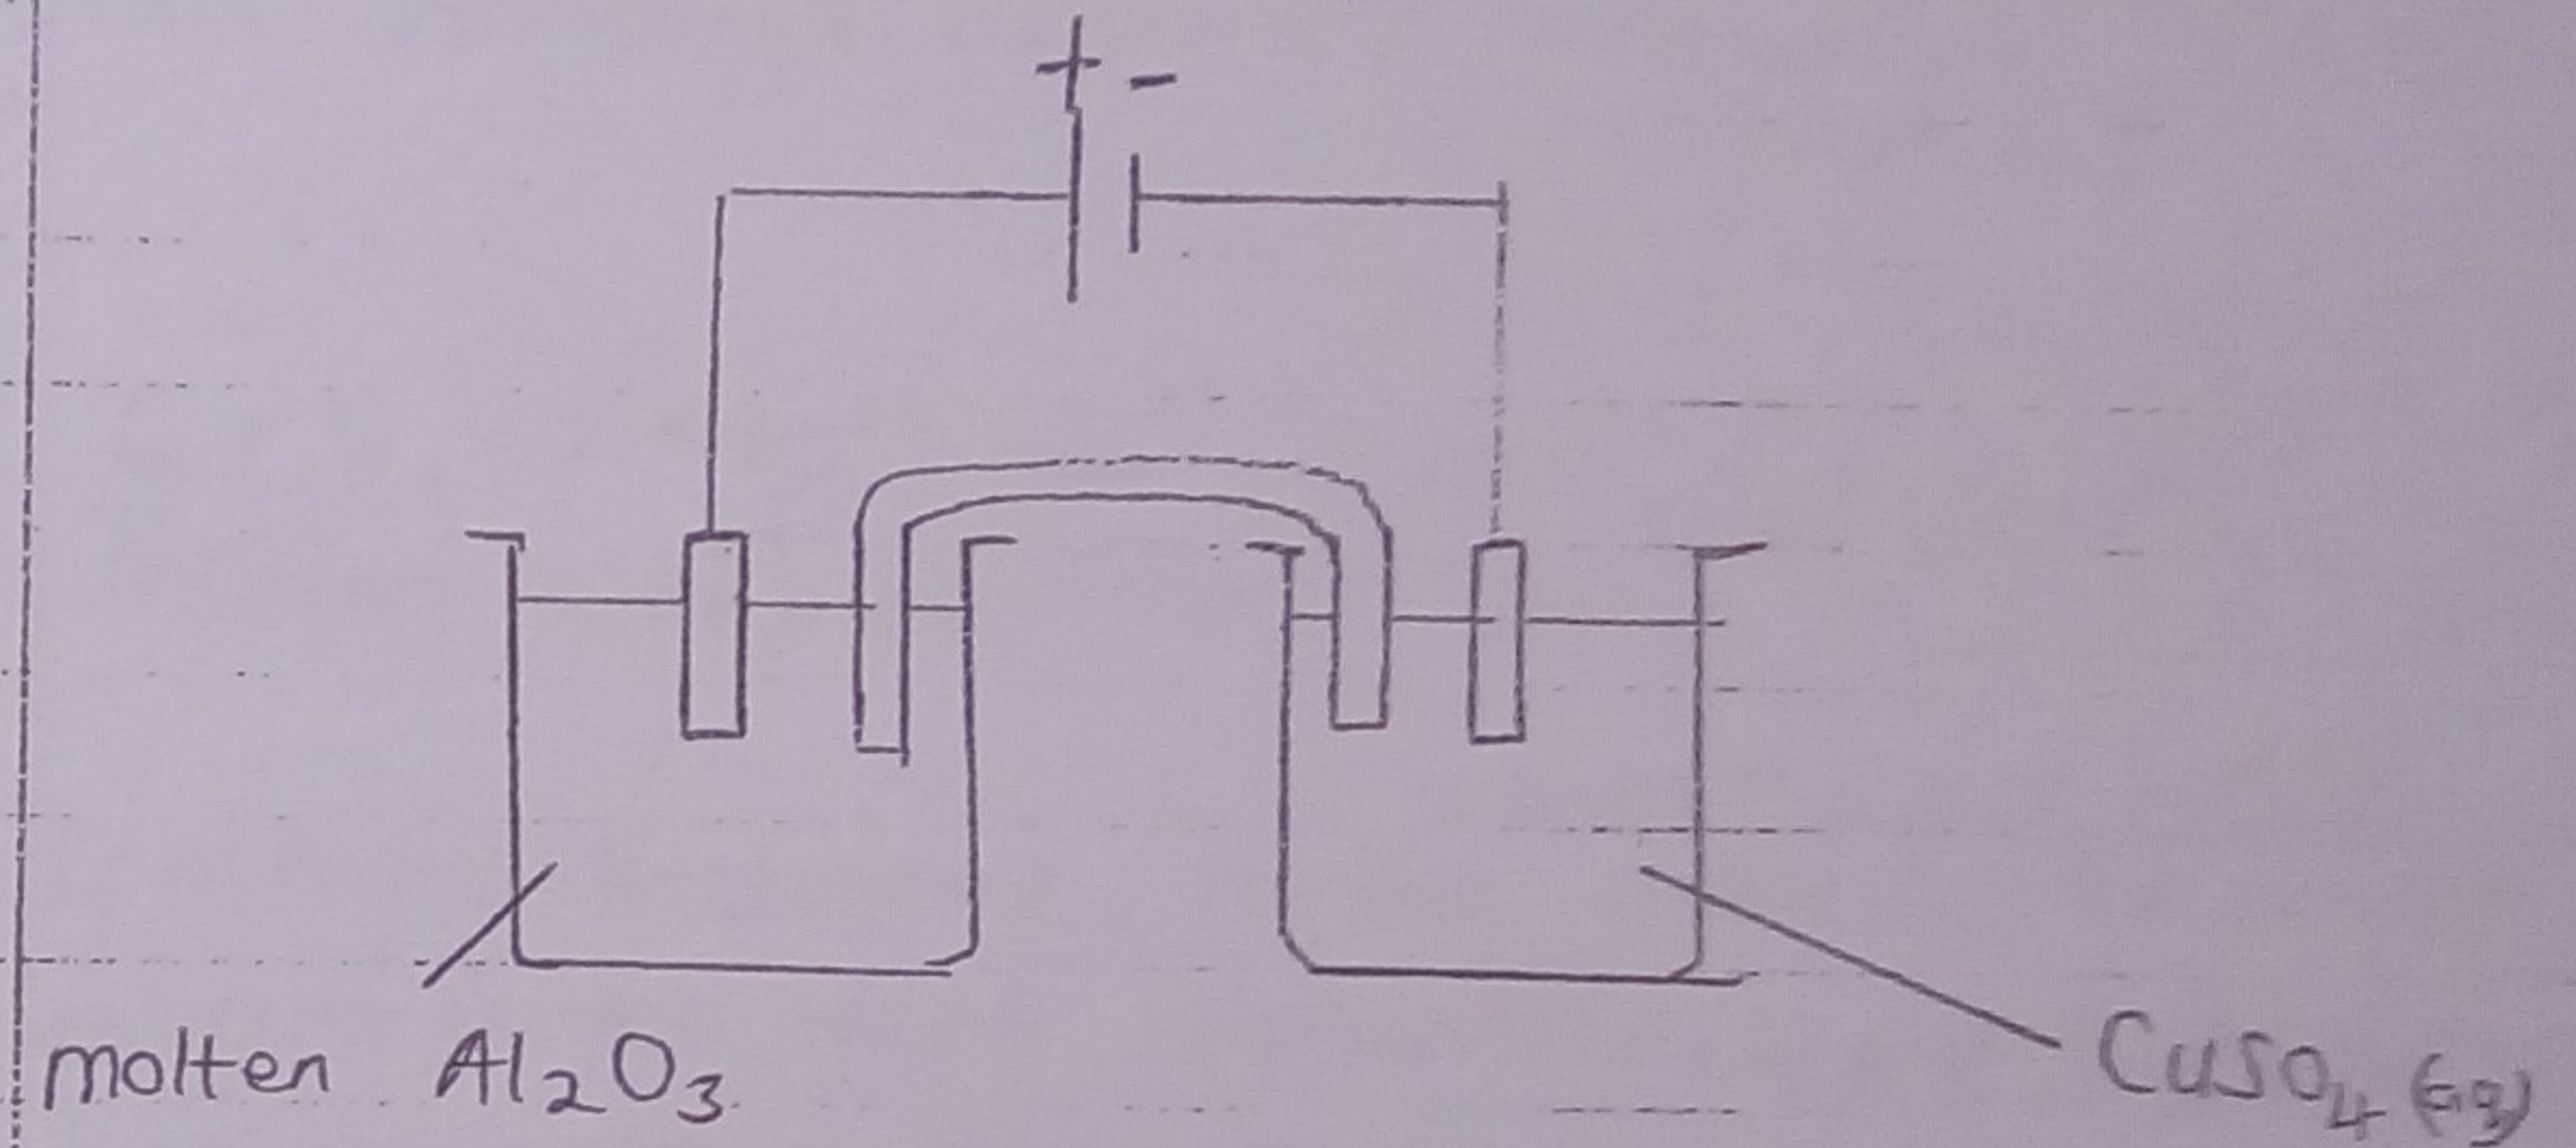 + -
molten Al₂O₃
CuSO₄ (aq)